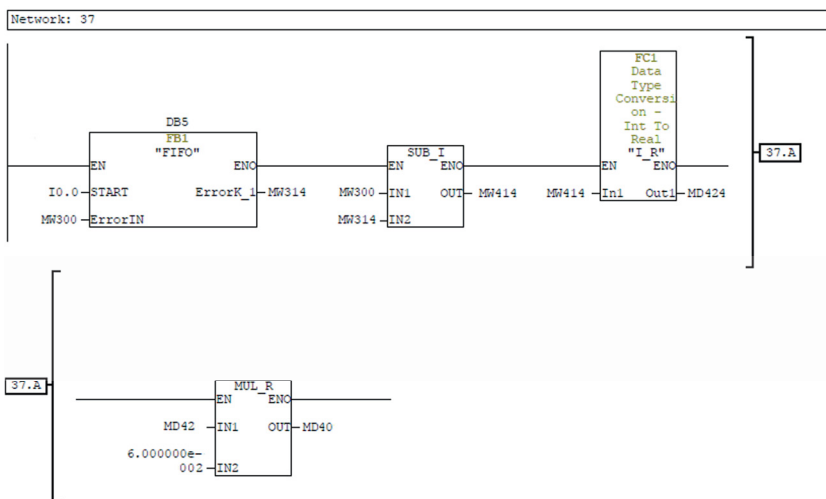 Network: 37
DB5
FB1
"FIFO"
EN ENO
I0.0 START ErrorK_1 MW314
MW300 ErrorIN
SUB_I
EN ENO
MW300 IN1 OUT MW414
MW314 IN2
FC1
Data
Type
Conversi
on -
Int To
Real
"I_R"
EN ENO
MW414 In1 Out1 MD424
37.A
37.A
MUL_R
EN ENO
MD42 IN1 OUT MD40
6.000000e-
002 IN2